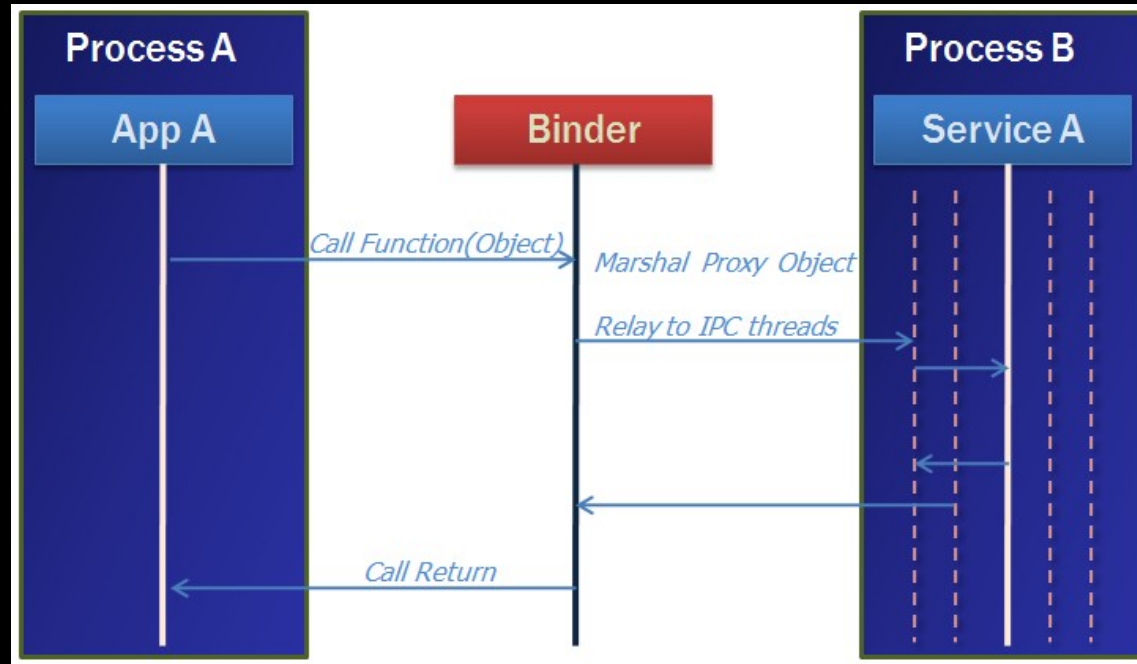 Process A
Process B
App A
Binder
Service A
Call Function(Object)
Marshal Proxy Object
Relay to IPC threads
Call Return